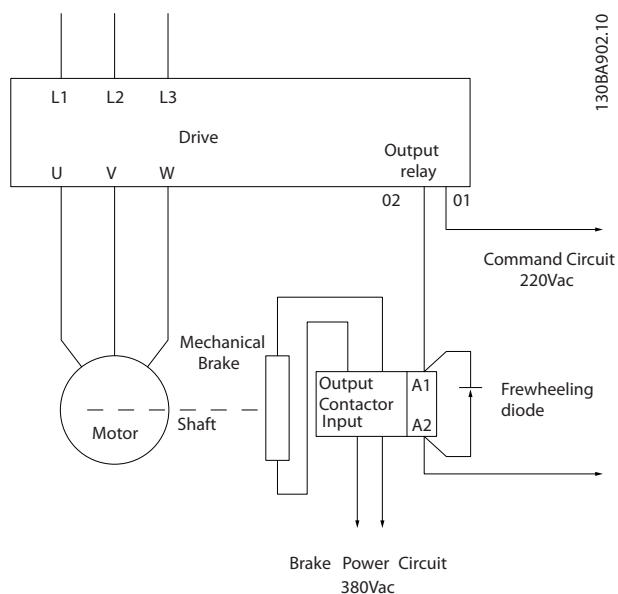 130BA902.10
L1 L2 L3
Drive
U V W
Output
relay
02 01
Command Circuit
220Vac
Mechanical
Brake
Output
Contactor
Input
A1
A2
Frewheeling
diode
Shaft
Motor
Brake Power Circuit
380Vac